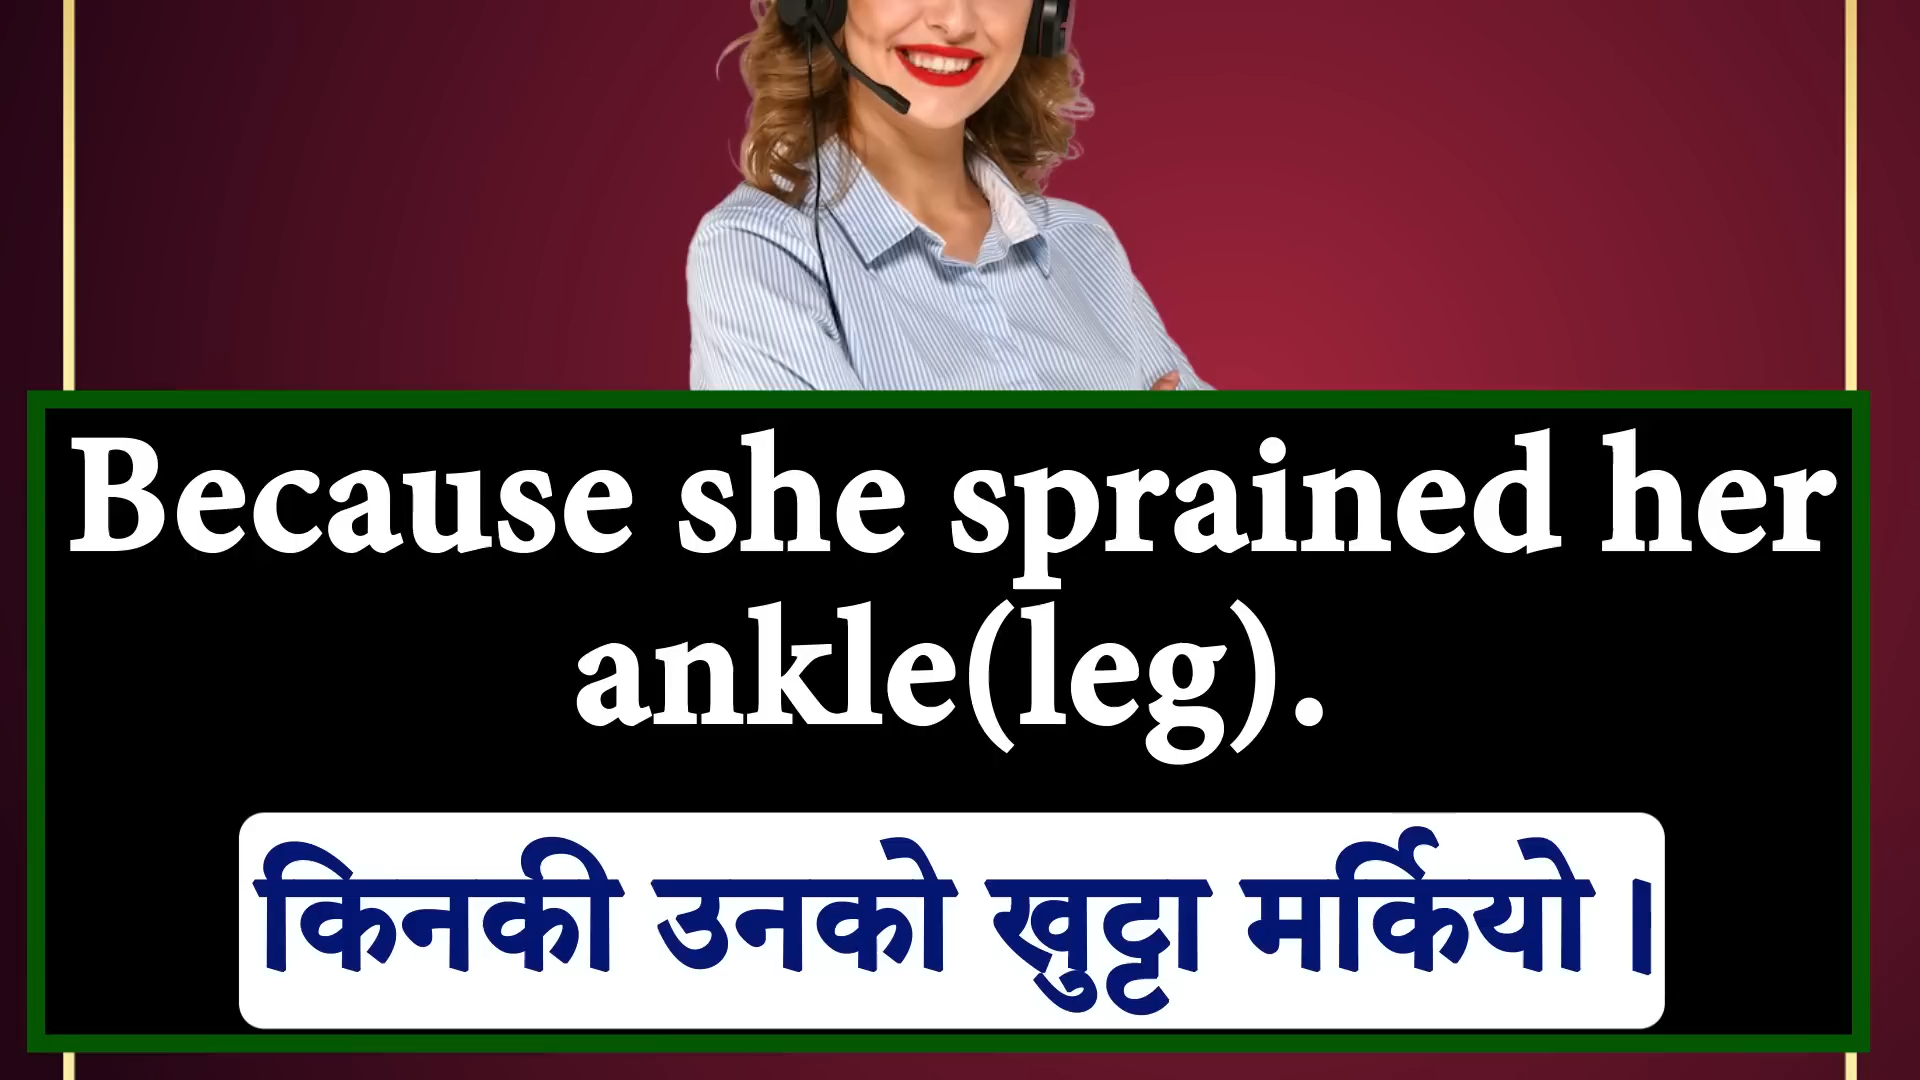 Because she sprained her
ankle(leg).
किनकी उनको खुट्टा मर्कियो ।